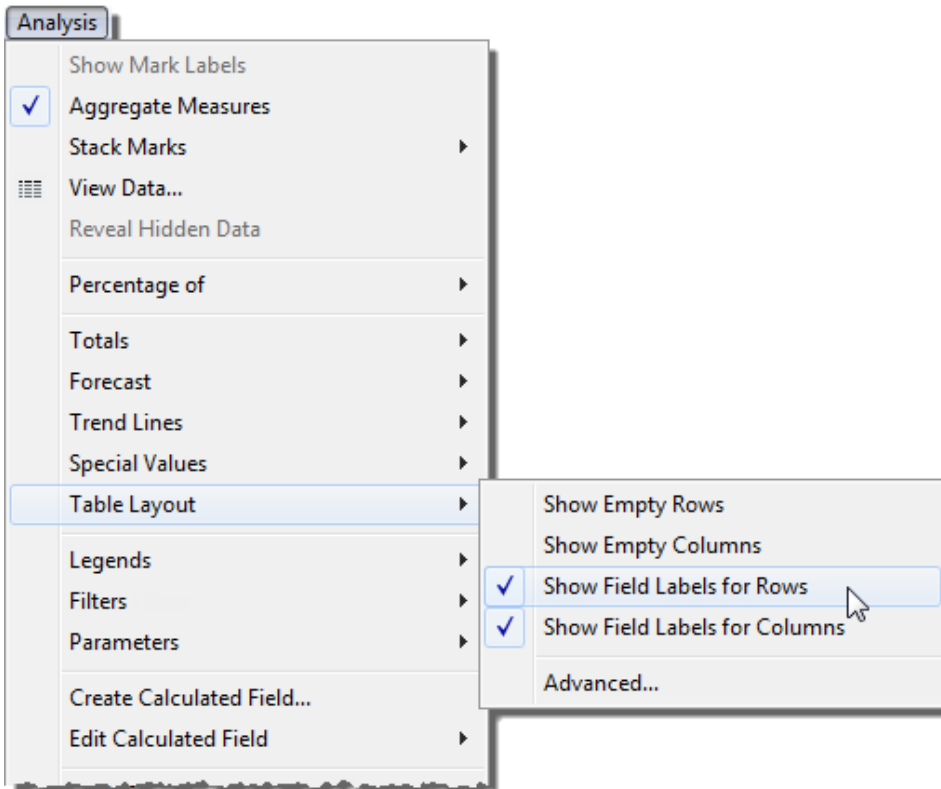 Analysis
Show Mark Labels
Aggregate Measures
Stack Marks
View Data...
Reveal Hidden Data
Percentage of
Totals
Forecast
Trend Lines
Special Values
Table Layout
Legends
Filters
Parameters
Create Calculated Field...
Edit Calculated Field
Show Empty Rows
Show Empty Columns
Show Field Labels for Rows
Show Field Labels for Columns
Advanced...